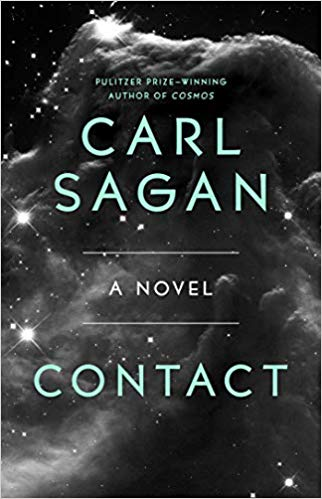 PULITZER PRIZE–WINNING
AUTHOR OF COSMOS
CARL
SAGAN
A NOVEL
CONTACT